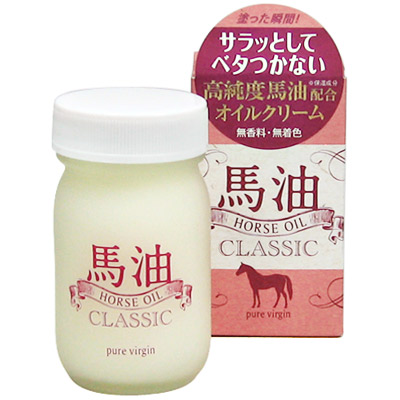 塗った瞬間!
サラッとして
ベタつかない
高純度馬油配合
※保湿成分
オイルクリーム
無香料・無着色
馬油
HORSE OIL
CLASSIC
pure virgin
馬油
HORSE OIL
CLASSIC
pure virgin